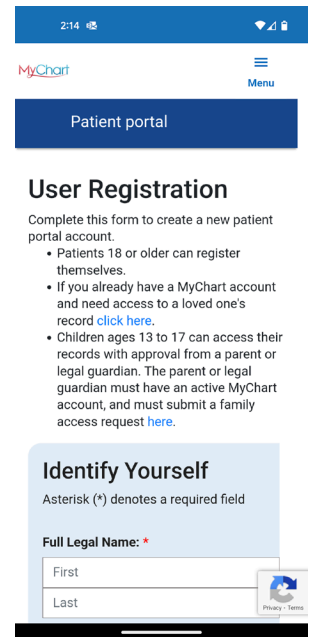 2:14
MyChart
Menu
Patient portal
User Registration
Complete this form to create a new patient
portal account.
• Patients 18 or older can register
themselves.
• If you already have a MyChart account
and need access to a loved one's
record click here.
• Children ages 13 to 17 can access their
records with approval from a parent or
legal guardian. The parent or legal
guardian must have an active MyChart
account, and must submit a family
access request here.
Identify Yourself
Asterisk (*) denotes a required field
Full Legal Name: *
First
Last
Privacy - Terms